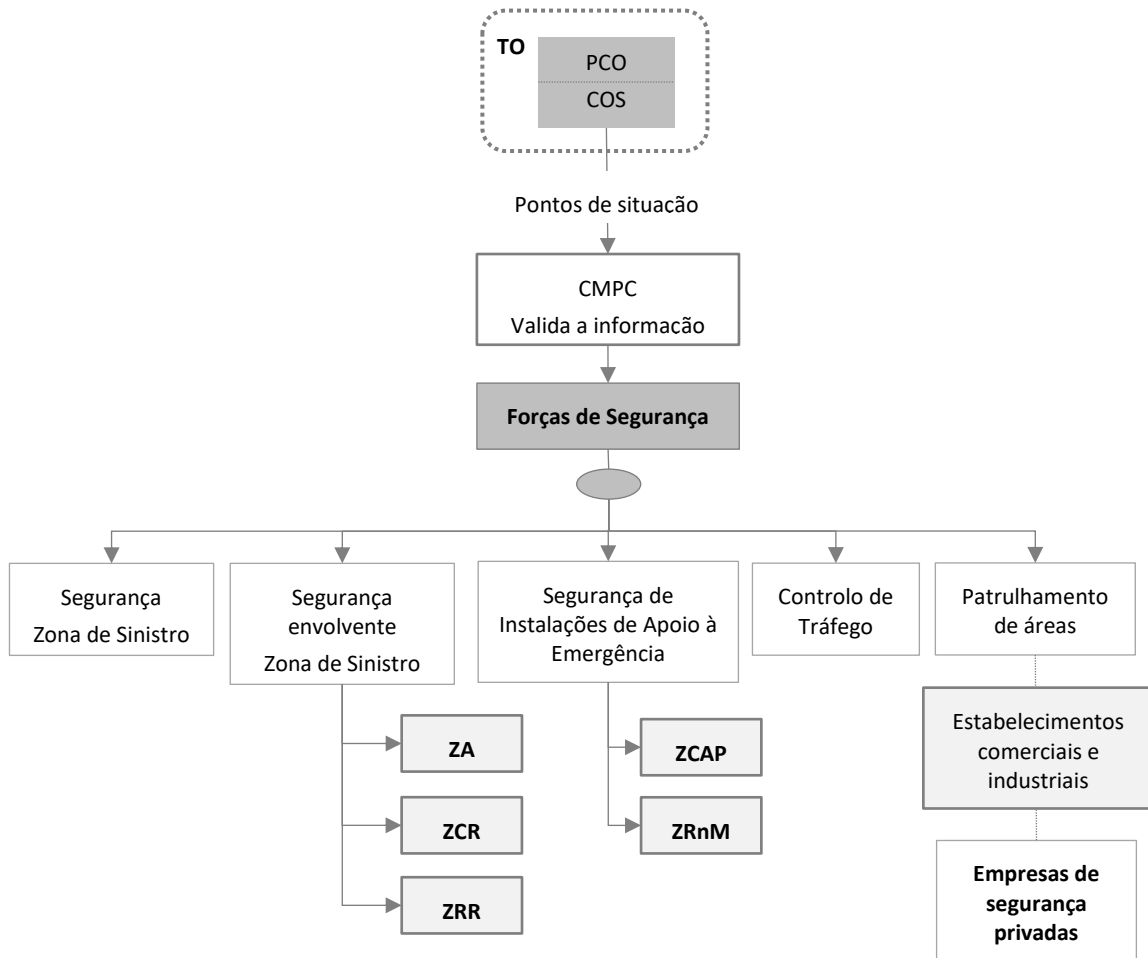 TO
PCO
COS
Pontos de situação
CMPC
Valida a informação
Forças de Segurança
Segurança
Zona de Sinistro
Segurança
envolvente
Zona de Sinistro
Segurança de
Instalações de Apoio à
Emergência
Controlo de
Tráfego
Patrulhamento
de áreas
ZA
ZCR
ZRR
ZCAP
ZRnM
Estabelecimentos
comerciais e
industriais
Empresas de
segurança
privadas